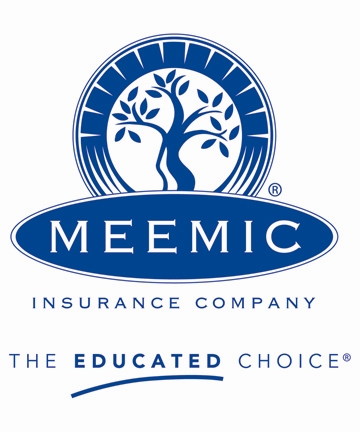 ®
MEEMIC
INSURANCE COMPANY
THE EDUCATED CHOICE®